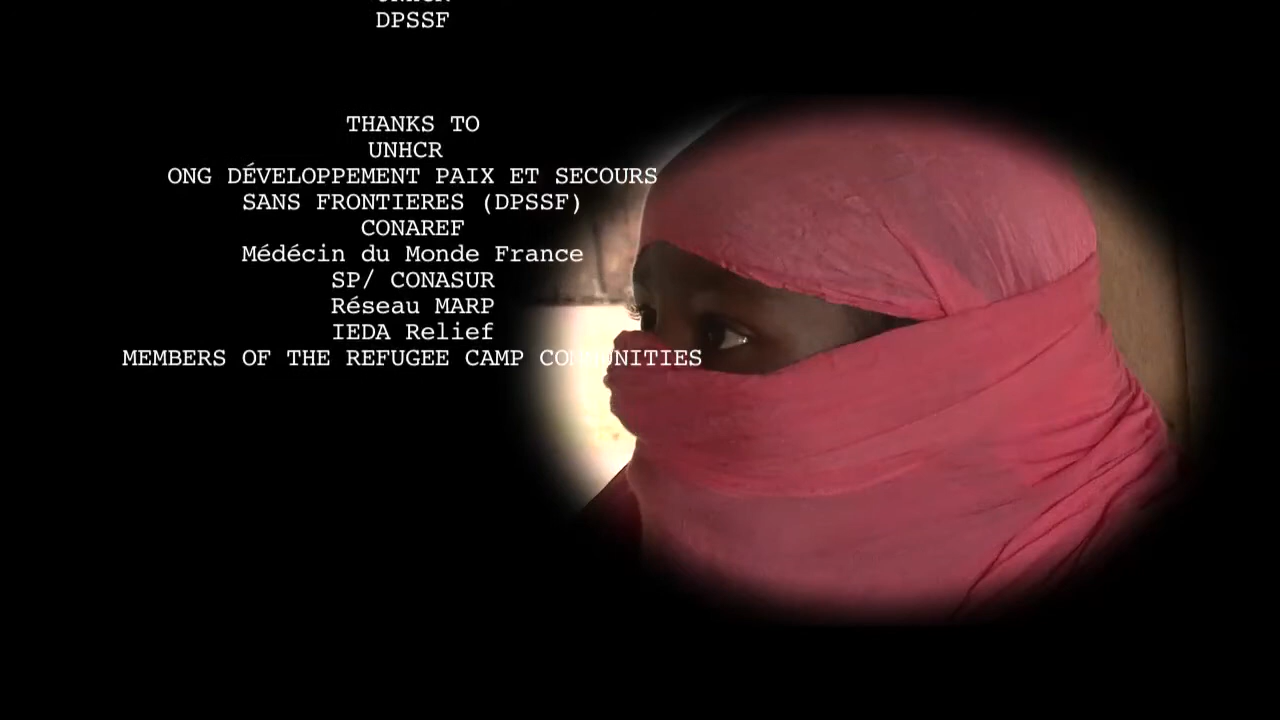 DPSSF
THANKS TO
UNHCR
ONG DÉVELOPPEMENT PAIX ET SECOURS
SANS FRONTIERES (DPSSF)
CONAREF
Médécin du Monde France
SP/ CONASUR
Réseau MARP
IEDA Relief
MEMBERS OF THE REFUGEE CAMP COMMUNITIES